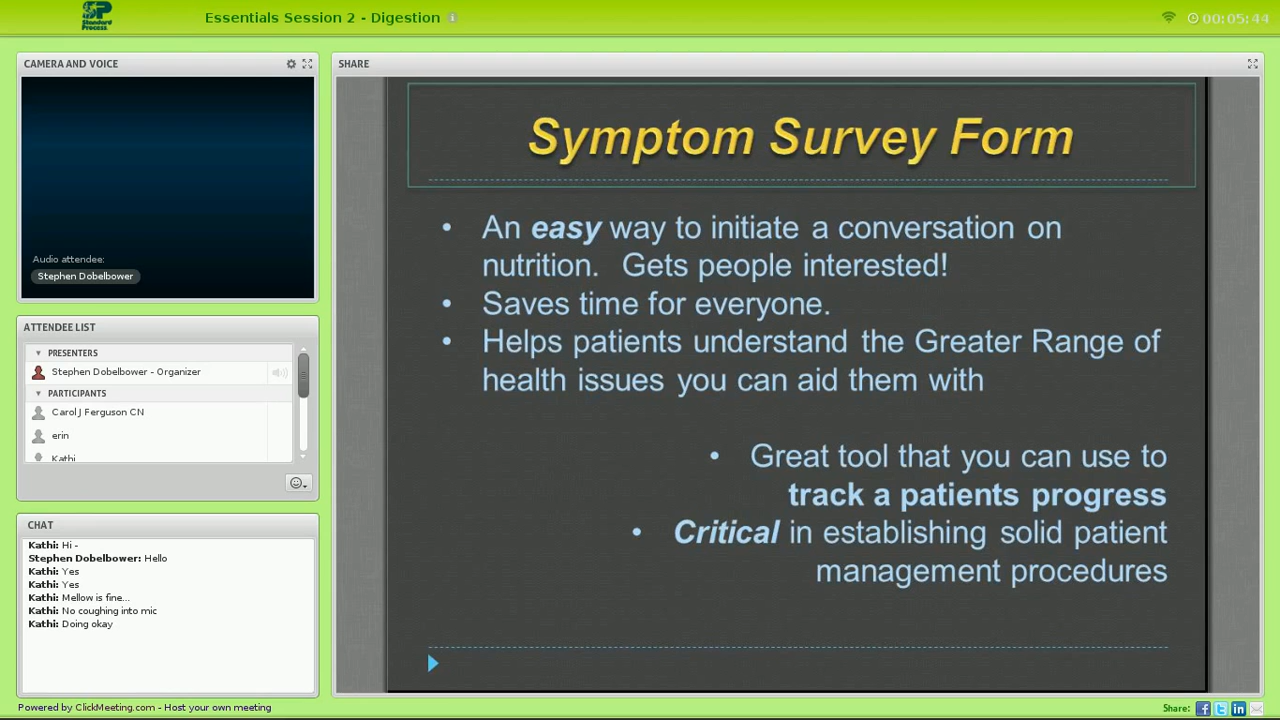 Standard
Process
Essentials Session 2 - Digestion
00:05:44
CAMERA AND VOICE
Audio attendee:
Stephen Dobelbower
ATTENDEE LIST
PRESENTERS
Stephen Dobelbower - Organizer
PARTICIPANTS
Carol J Ferguson CN
erin
Kathi
CHAT
Kathi: Hi -
Stephen Dobelbower: Hello
Kathi: Yes
Kathi: Yes
Kathi: Mellow is fine...
Kathi: No coughing into mic
Kathi: Doing okay
SHARE
Symptom Survey Form
• An easy way to initiate a conversation on
nutrition. Gets people interested!
• Saves time for everyone.
• Helps patients understand the Greater Range of
health issues you can aid them with
• Great tool that you can use to
track a patients progress
• Critical in establishing solid patient
management procedures
Powered by ClickMeeting.com - Host your own meeting
Share: